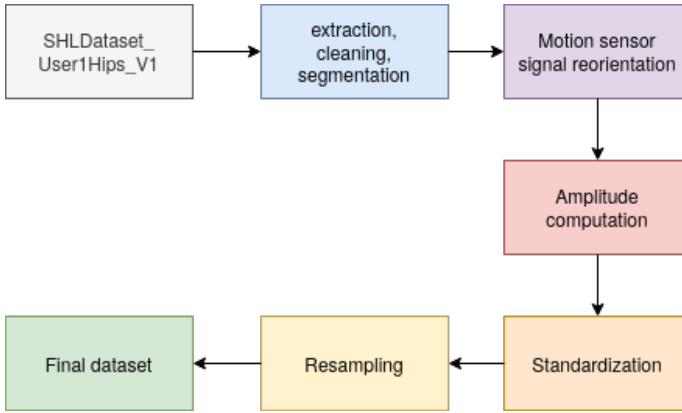 SHLDataset_
User1Hips_V1
extraction,
cleaning,
segmentation
Motion sensor
signal reorientation
Amplitude
computation
Standardization
Resampling
Final dataset